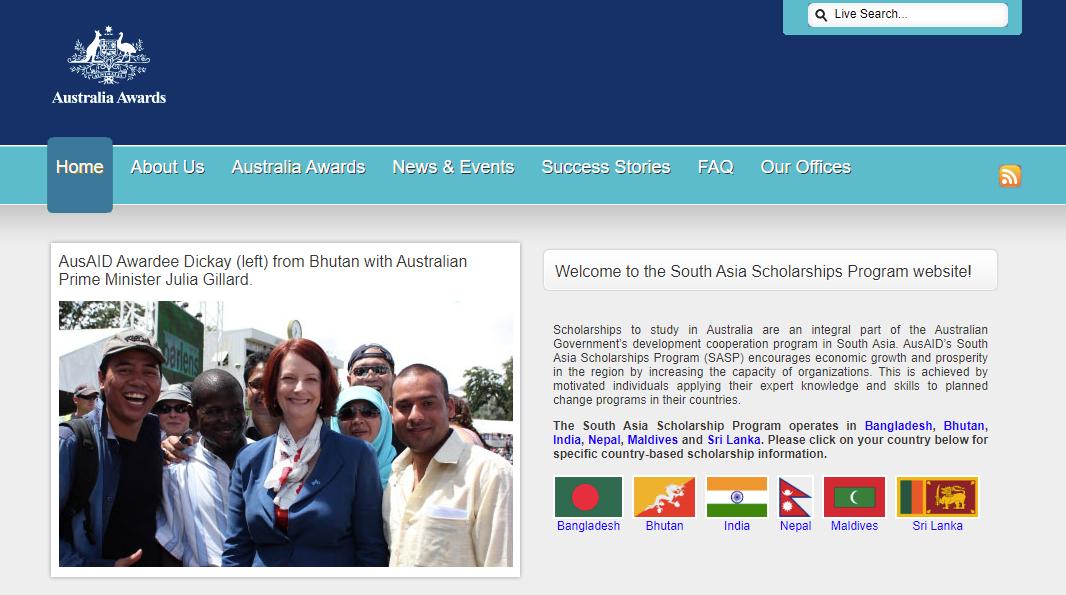 Live Search...
Australia Awards
Home About Us Australia Awards News & Events Success Stories FAQ Our Offices
AusAID Awardee Dickay (left) from Bhutan with Australian
Prime Minister Julia Gillard.
Welcome to the South Asia Scholarships Program website!
Scholarships to study in Australia are an integral part of the Australian
Government's development cooperation program in South Asia. AusAID's South
Asia Scholarships Program (SASP) encourages economic growth and prosperity
in the region by increasing the capacity of organizations. This is achieved by
motivated individuals applying their expert knowledge and skills to planned
change programs in their countries.
The South Asia Scholarship Program operates in Bangladesh, Bhutan,
India, Nepal, Maldives and Sri Lanka. Please click on your country below for
specific country-based scholarship information.
Bangladesh Bhutan India Nepal Maldives Sri Lanka